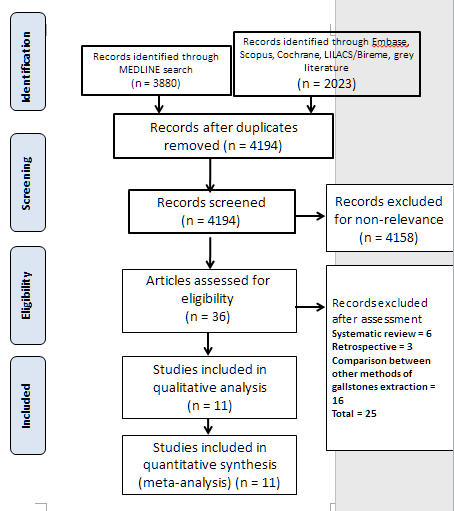 Identification
Records identified through
MEDLINE search
(n = 3880)
Records identified through Embase,
Scopus, Cochrane, LILACS/Bireme, grey
literature
(n = 2023)
Records after duplicates
removed (n = 4194)
Screening
Records screened
(n = 4194)
Records excluded
for non-relevance
(n = 4158)
Eligibility
Articles assessed for
eligibility
(n = 36)
Records excluded
after assessment
Systematic review = 6
Retrospective = 3
Comparison between
other methods of
gallstones extraction =
16
Total = 25
Included
Studies included in
qualitative analysis
(n = 11)
Studies included in
quantitative synthesis
(meta-analysis) (n = 11)